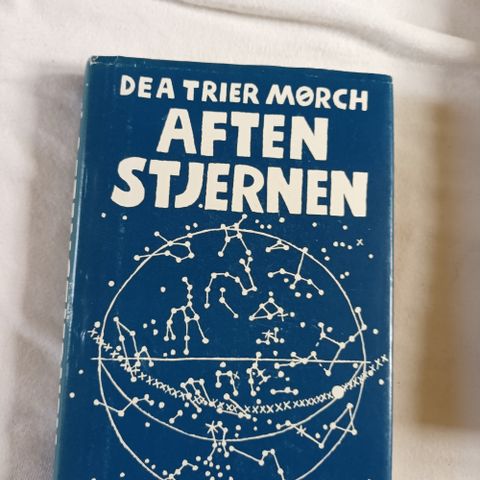 DEA TRIER MØRCH
AFTEN
STJERNEN